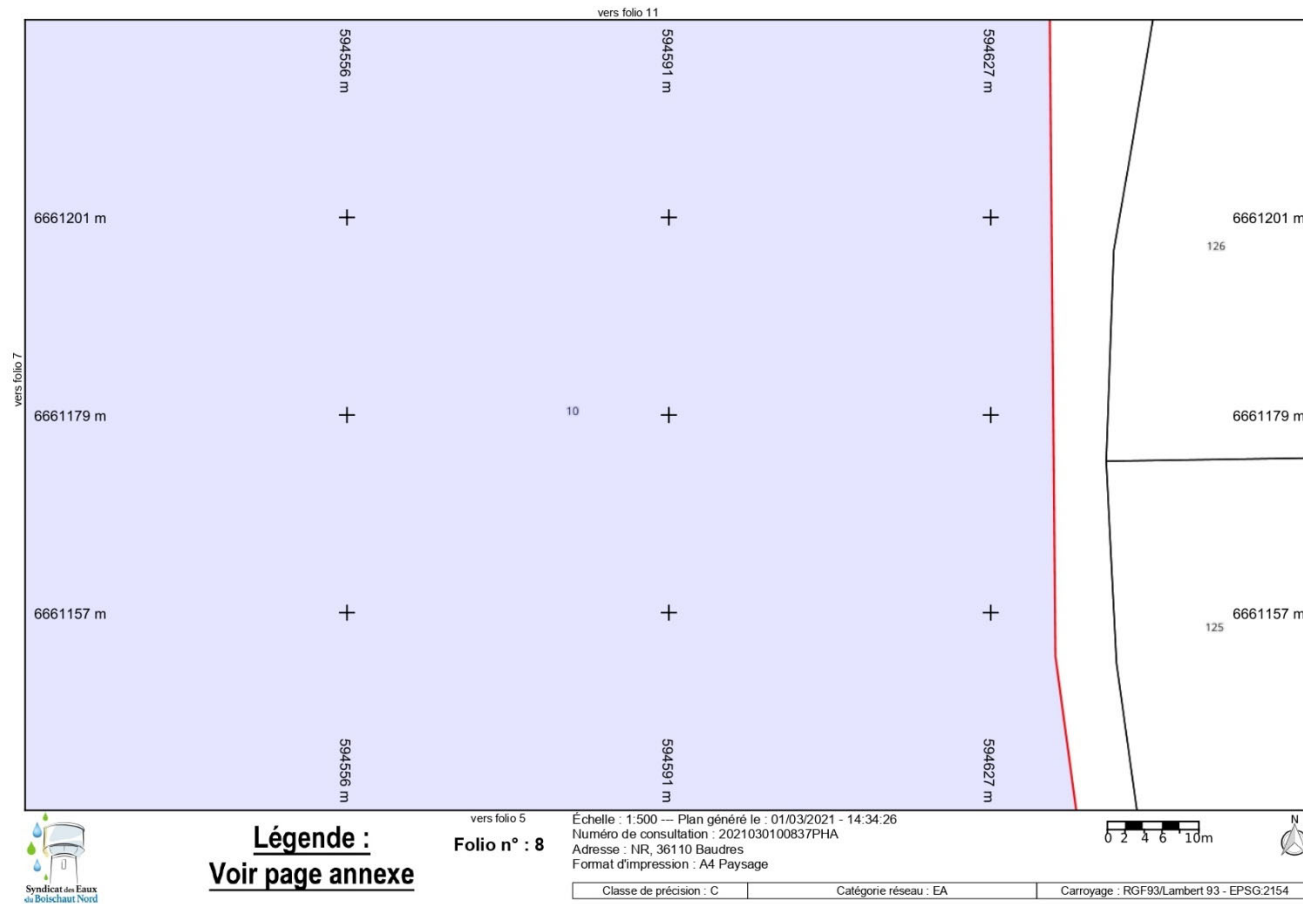 vers folio 11
594556 m
594591 m
594627 m
6661201 m
6661201 m
126
vers folio 7
6661179 m
10
6661179 m
6661157 m
6661157 m
125
594556 m
594591 m
594627 m
Syndicat des Eaux
du Boischaut Nord
Légende :
Voir page annexe
vers folio 5
Folio n° : 8
Échelle : 1:500 --- Plan généré le : 01/03/2021 - 14:34:26
Numéro de consultation : 2021030100837PHA
Adresse : NR, 36110 Baudres
Format d'impression : A4 Paysage
Classe de précision : C
Catégorie réseau : EA
Carroyage : RGF93/Lambert 93 - EPSG:2154
0 2 4 6 10m
N